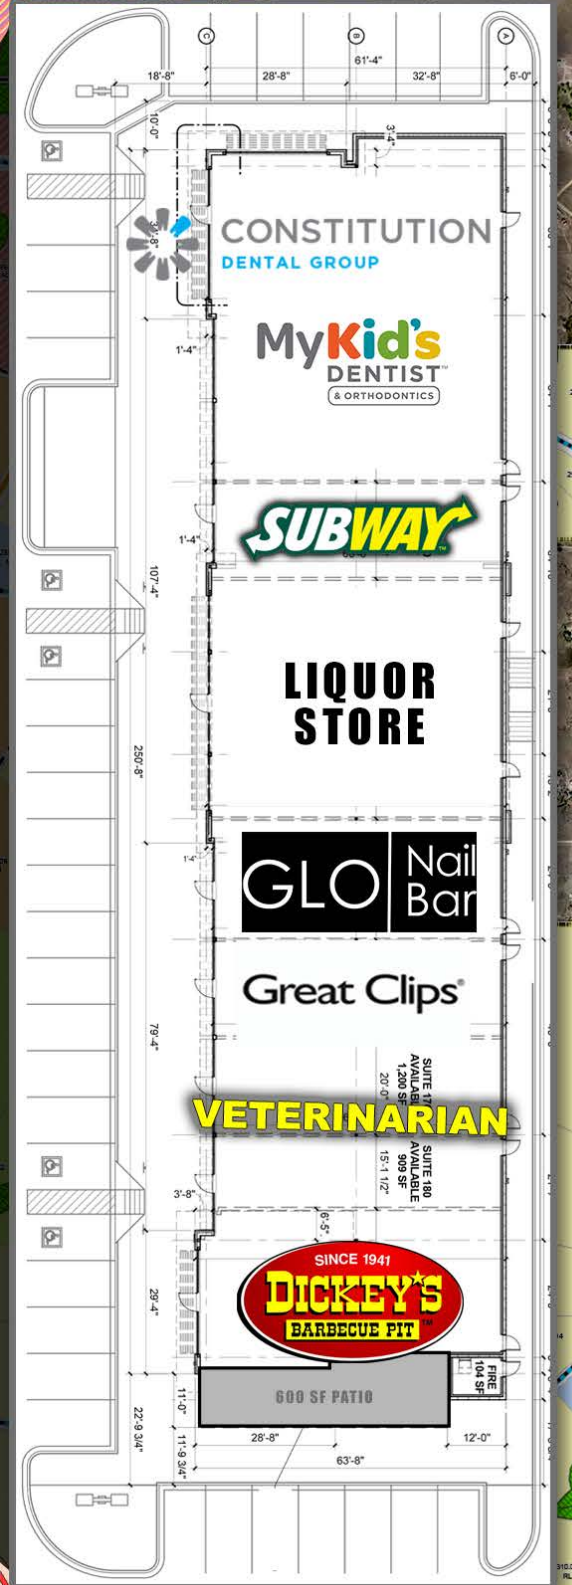 C
B
A
61'-4"
18'-8"
28'-8"
32'-8"
6'-0"
10'-0"
3'-4"
CONSTITUTION
DENTAL GROUP
1'-4"
MyKid's
DENTIST
& ORTHODONTICS
SUBWAY
1'-4"
107'-4"
LIQUOR
STORE
250'-8"
GLO Nail
Bar
1'-4"
Great Clips
79'-4"
1,200 SF
20'-0"
VETERINARIAN
SUITE 180
AVAILABLE
909 SF
15'-1 1/2"
3'-8"
6'-5"
SINCE 1941
DICKEY'S
BARBECUE PIT
29'-4"
FIRE
104 SF
600 SF PATIO
11'-0"
22'-9 3/4"
11'-9 3/4"
28'-8"
12'-0"
63'-8"